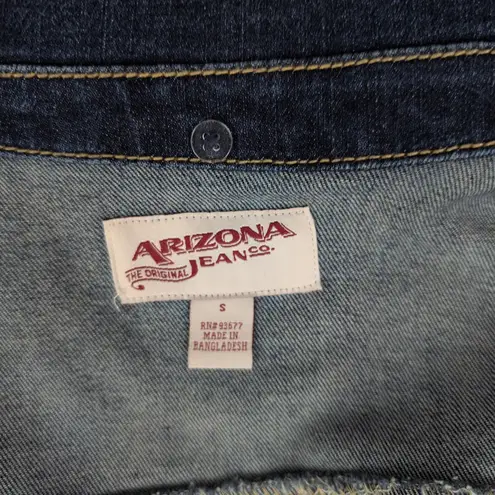 ARIZONA
THE ORIGINAL JEAN CO.
S
RN# 93677
MADE IN
BANGLADESH